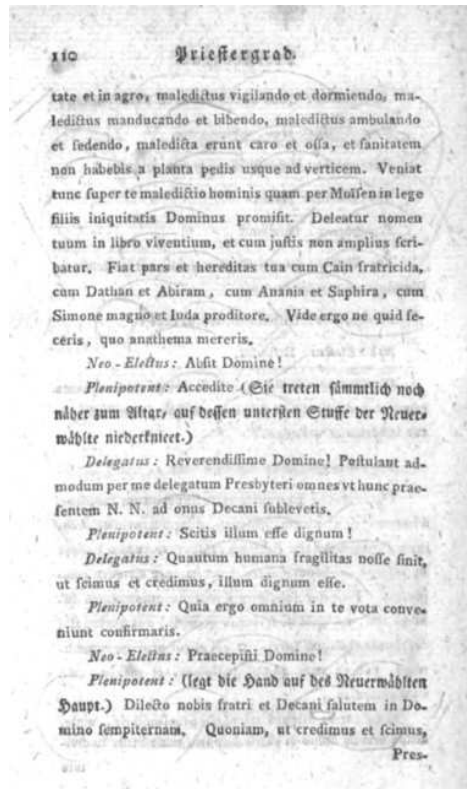 110 Priestergrad.
tate et in agro, maledictus vigilando et dormiendo, ma-
ledictus manducando et bibendo, maledictus ambulando
et ſedendo, maledicta erunt caro et oſſa, et ſanitatem
non habebis a planta pedis usque ad verticem. Veniat
tunc ſuper te maledictio hominis quam per Moiſen in lege
filiis iniquitatis Dominus promiſit. Deleatur nomen
tuum in libro viventium, et cum juſtis non amplius ſcri-
batur. Fiat pars et hereditas tua cum Cain fratricida,
cum Dathan et Abiram, cum Anania et Saphira, cum
Simone magno et Iuda proditore. Vide ergo ne quid fe-
ceris, quo anathema mereris.
Neo-Electus: Abſit Domine!
Plenipotent: Accedite (Sie treten ſämmtlich noch
näher zum Altar, auf deſſen unterſten Stuffe der Neuer-
wählte niederknieet.)
Delegatus: Reverendiſſime Domine! Poſtulant ad-
modum per me delegatum Presbyteri omnes vt hunc prae-
ſentem N. N. ad onus Decani ſublevetis.
Plenipotent: Scitis illum eſſe dignum!
Delegatus: Quantum humana fragilitas noſſe ſinit,
ut ſcimus et credimus, illum dignum eſſe.
Plenipotent: Quia ergo omnium in te vota conve-
niunt confirmaris.
Neo-Electus: Praecepiſti Domine!
Plenipotent: (legt die Hand auf des Neuerwählten
Haupt.) Dilecto nobis fratri et Decani ſalutem in Do-
mino ſempiternam. Quoniam, ut credimus et ſcimus,
Pres-